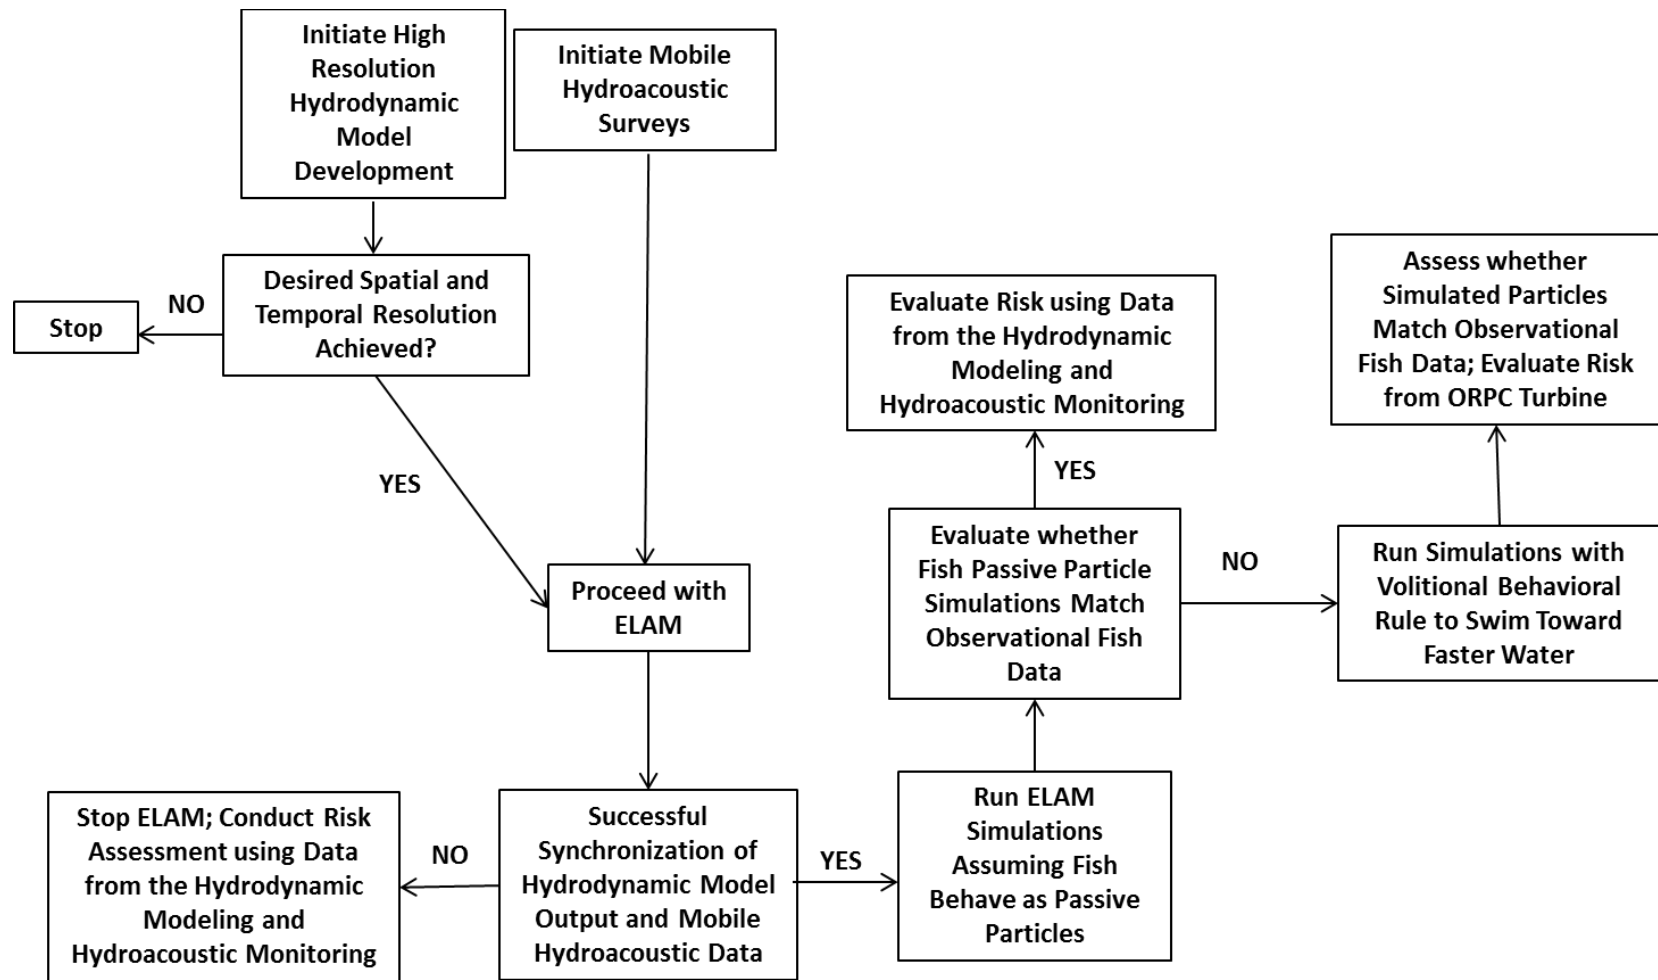 Initiate High
Resolution
Hydrodynamic
Model
Development
Initiate Mobile
Hydroacoustic
Surveys
Desired Spatial and
Temporal Resolution
Achieved?
NO
Stop
YES
Proceed with
ELAM
Successful
Synchronization of
Hydrodynamic Model
Output and Mobile
Hydroacoustic Data
NO
Stop ELAM; Conduct Risk
Assessment using Data
from the Hydrodynamic
Modeling and
Hydroacoustic Monitoring
YES
Run ELAM
Simulations
Assuming Fish
Behave as Passive
Particles
Evaluate whether
Fish Passive Particle
Simulations Match
Observational Fish
Data
YES
Evaluate Risk using Data
from the Hydrodynamic
Modeling and
Hydroacoustic Monitoring
NO
Run Simulations with
Volitional Behavioral
Rule to Swim Toward
Faster Water
Assess whether
Simulated Particles
Match Observational
Fish Data; Evaluate Risk
from ORPC Turbine